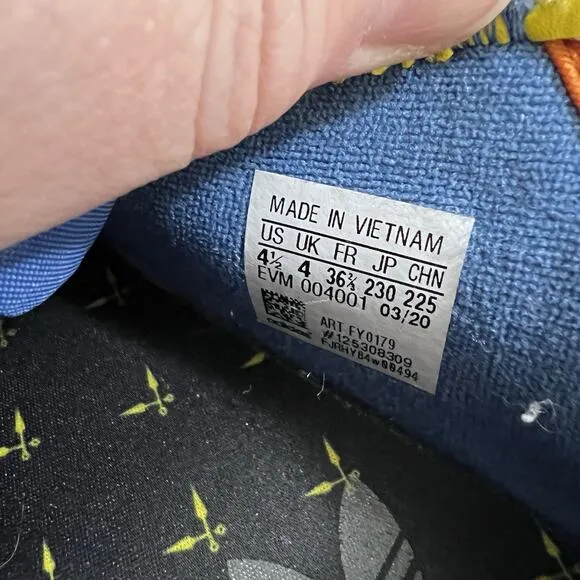 MADE IN VIETNAM
US UK FR JP CHN
4½ 4 36⅔ 230 225
EVM 004001 03/20
ART FY0179
#125308309
FJRHYB4w00494